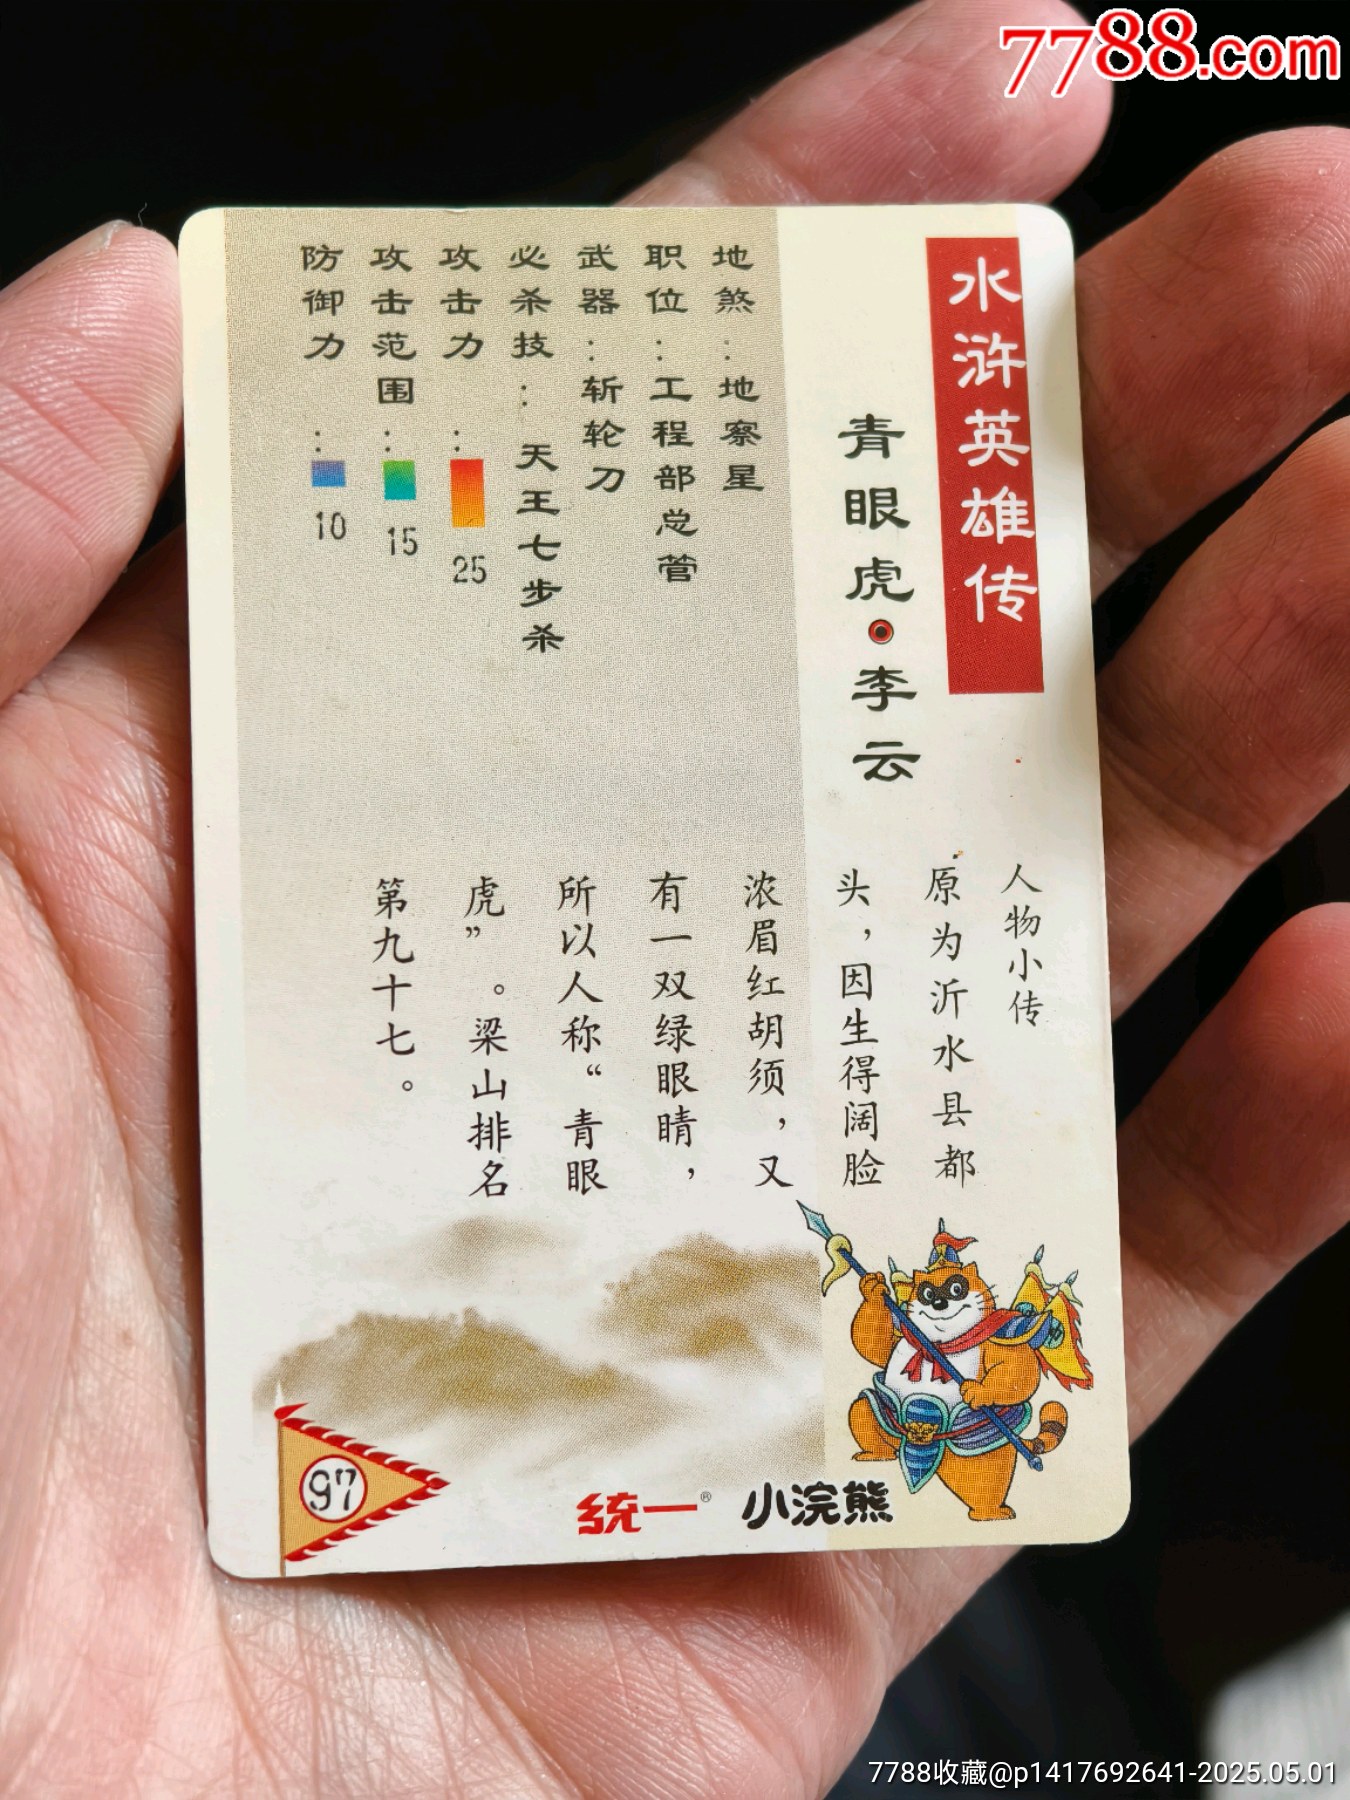 7788.com
水浒英雄传
青眼虎·李云
地煞：地察星
职位：工程部总管
武器：斩轮刀
必杀技：天王七步杀
攻击力：25
攻击范围：15
防御力：10
人物小传
原为沂水县都
头，因生得阔脸
浓眉红胡须，又
有一双绿眼睛，
所以人称“青眼
虎”。梁山排名
第九十七。
97
统一® 小浣熊
7788收藏@p1417692641-2025.05.01